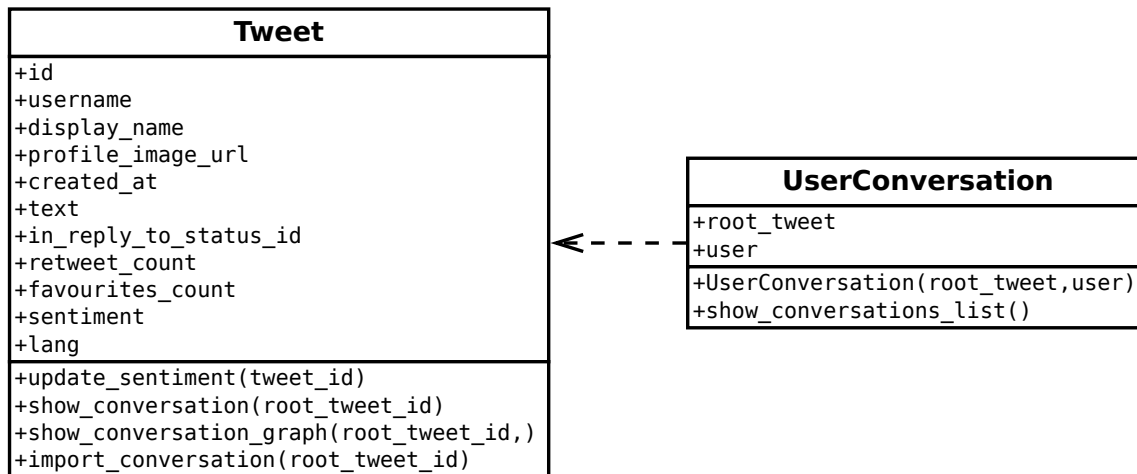 Tweet
+id
+username
+display_name
+profile_image_url
+created_at
+text
+in_reply_to_status_id
+retweet_count
+favourites_count
+sentiment
+lang
+update_sentiment(tweet_id)
+show_conversation(root_tweet_id)
+show_conversation_graph(root_tweet_id,)
+import_conversation(root_tweet_id)
UserConversation
+root_tweet
+user
+UserConversation(root_tweet,user)
+show_conversations_list()